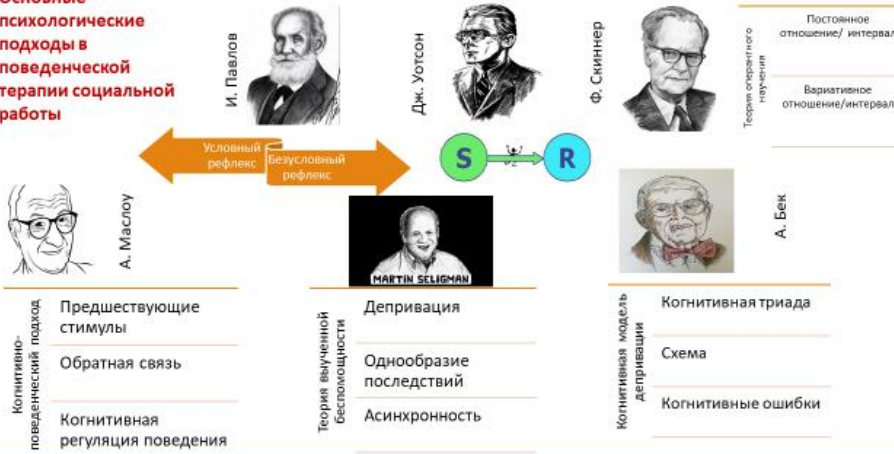 Основные
психологические
подходы в
поведенческой
терапии социальной
работы
И. Павлов
Дж. Уотсон
Ф. Скиннер
Теория оперантного
научения
Постоянное
отношение/ интервал
Вариативное
отношение/интервал
Условный
рефлекс
Безусловный
рефлекс
S
R
А. Маслоу
MARTIN SELIGMAN
А. Бек
Когнитивно-
поведенческий подход
Предшествующие
стимулы
Обратная связь
Когнитивная
регуляция поведения
Теория выученной
беспомощности
Депривация
Однообразие
последствий
Асинхронность
Когнитивная модель
депривации
Когнитивная триада
Схема
Когнитивные ошибки